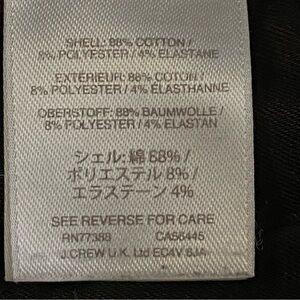 SHELL: 88% COTTON /
8% POLYESTER / 4% ELASTANE
EXTERIEUR: 88% COTON /
8% POLYESTER / 4% ELASTHANNE
OBERSTOFF: 88% BAUMWOLLE /
8% POLYESTER / 4% ELASTAN
シェル: 綿 88% /
ポリエステル 8% /
エラステーン 4%
SEE REVERSE FOR CARE
RN77388 CA56445
J.CREW U.K. Ltd EC4V 6JA